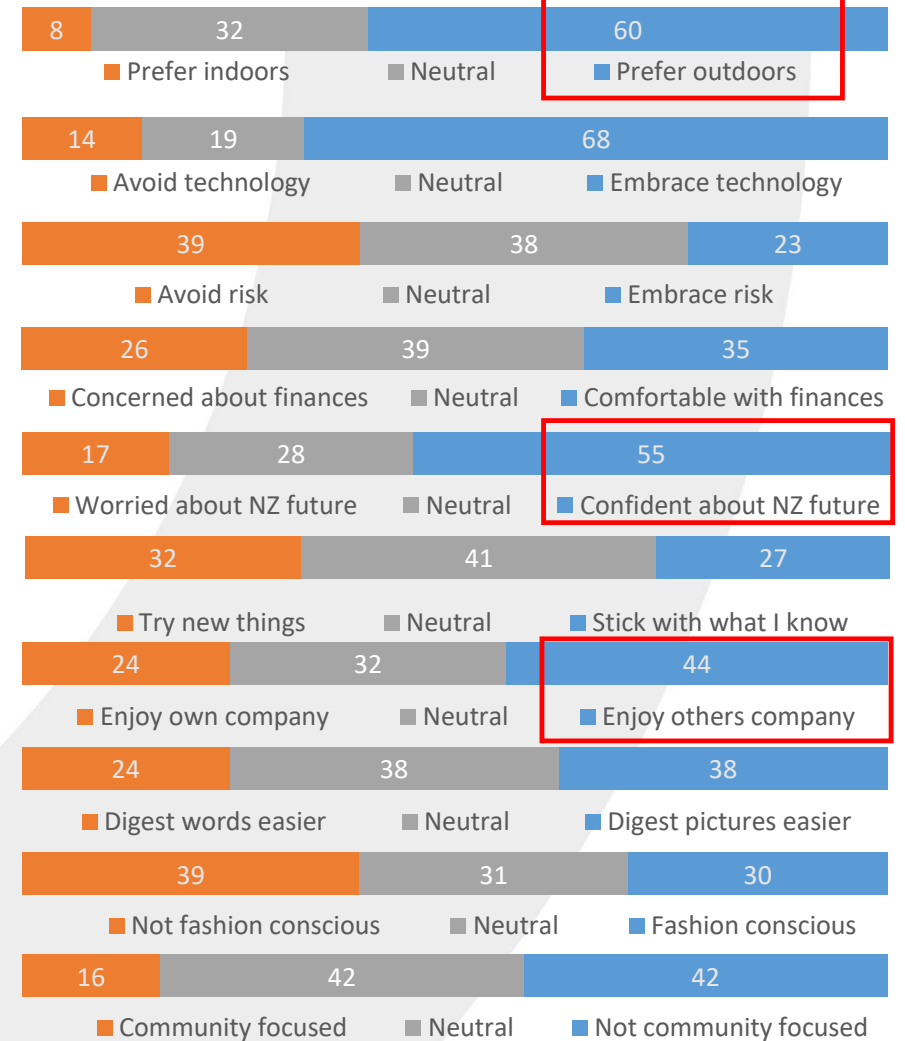 8 32 60
Prefer indoors Neutral Prefer outdoors
14 19 68
Avoid technology Neutral Embrace technology
39 38 23
Avoid risk Neutral Embrace risk
26 39 35
Concerned about finances Neutral Comfortable with finances
17 28 55
Worried about NZ future Neutral Confident about NZ future
32 41 27
Try new things Neutral Stick with what I know
24 32 44
Enjoy own company Neutral Enjoy others company
24 38 38
Digest words easier Neutral Digest pictures easier
39 31 30
Not fashion conscious Neutral Fashion conscious
16 42 42
Community focused Neutral Not community focused